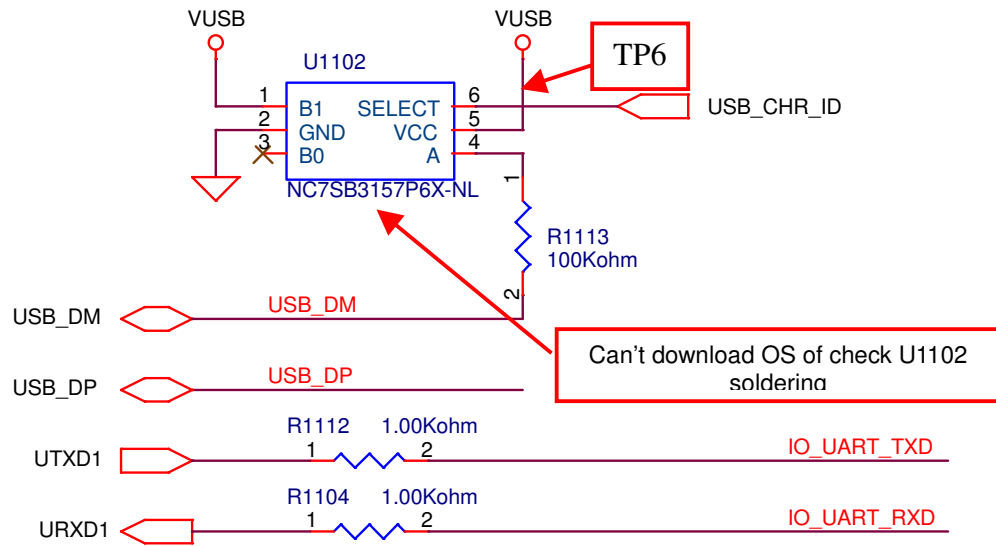 VUSB
VUSB
U1102
TP6
1
B1
SELECT
6
USB_CHR_ID
2
GND
VCC
5
3
B0
A
4
NC7SB3157P6X-NL
1
R1113
100Kohm
2
USB_DM
USB_DM
Can't download OS of check U1102
soldering
USB_DP
USB_DP
R1112 1.00Kohm
UTXD1
1
2
IO_UART_TXD
R1104 1.00Kohm
URXD1
1
2
IO_UART_RXD